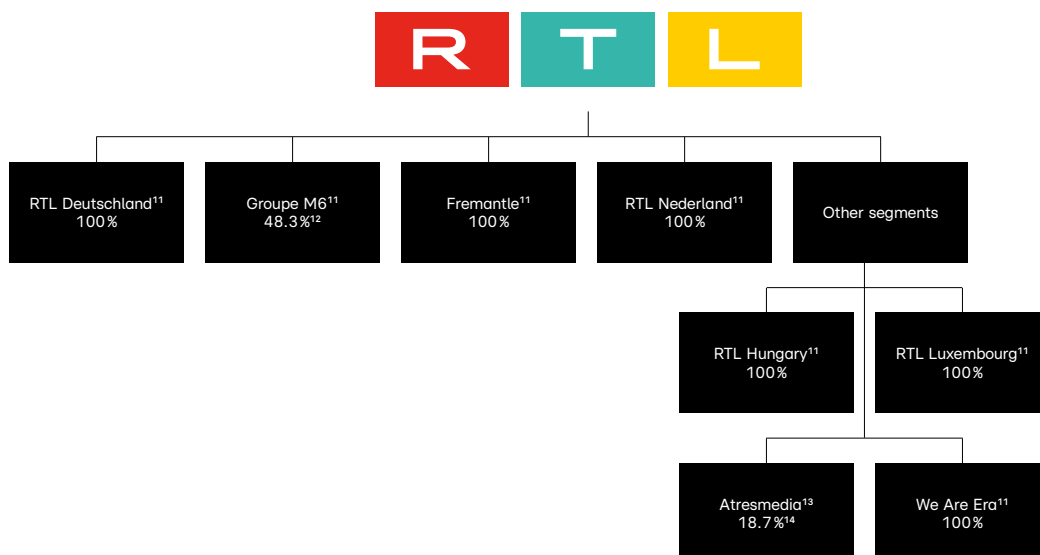 R T L
RTL Deutschland¹¹
100%
Groupe M6¹¹
48.3%¹²
Fremantle¹¹
100%
RTL Nederland¹¹
100%
Other segments
RTL Hungary¹¹
100%
RTL Luxembourg¹¹
100%
Atresmedia¹³
18.7%¹⁴
We Are Era¹¹
100%